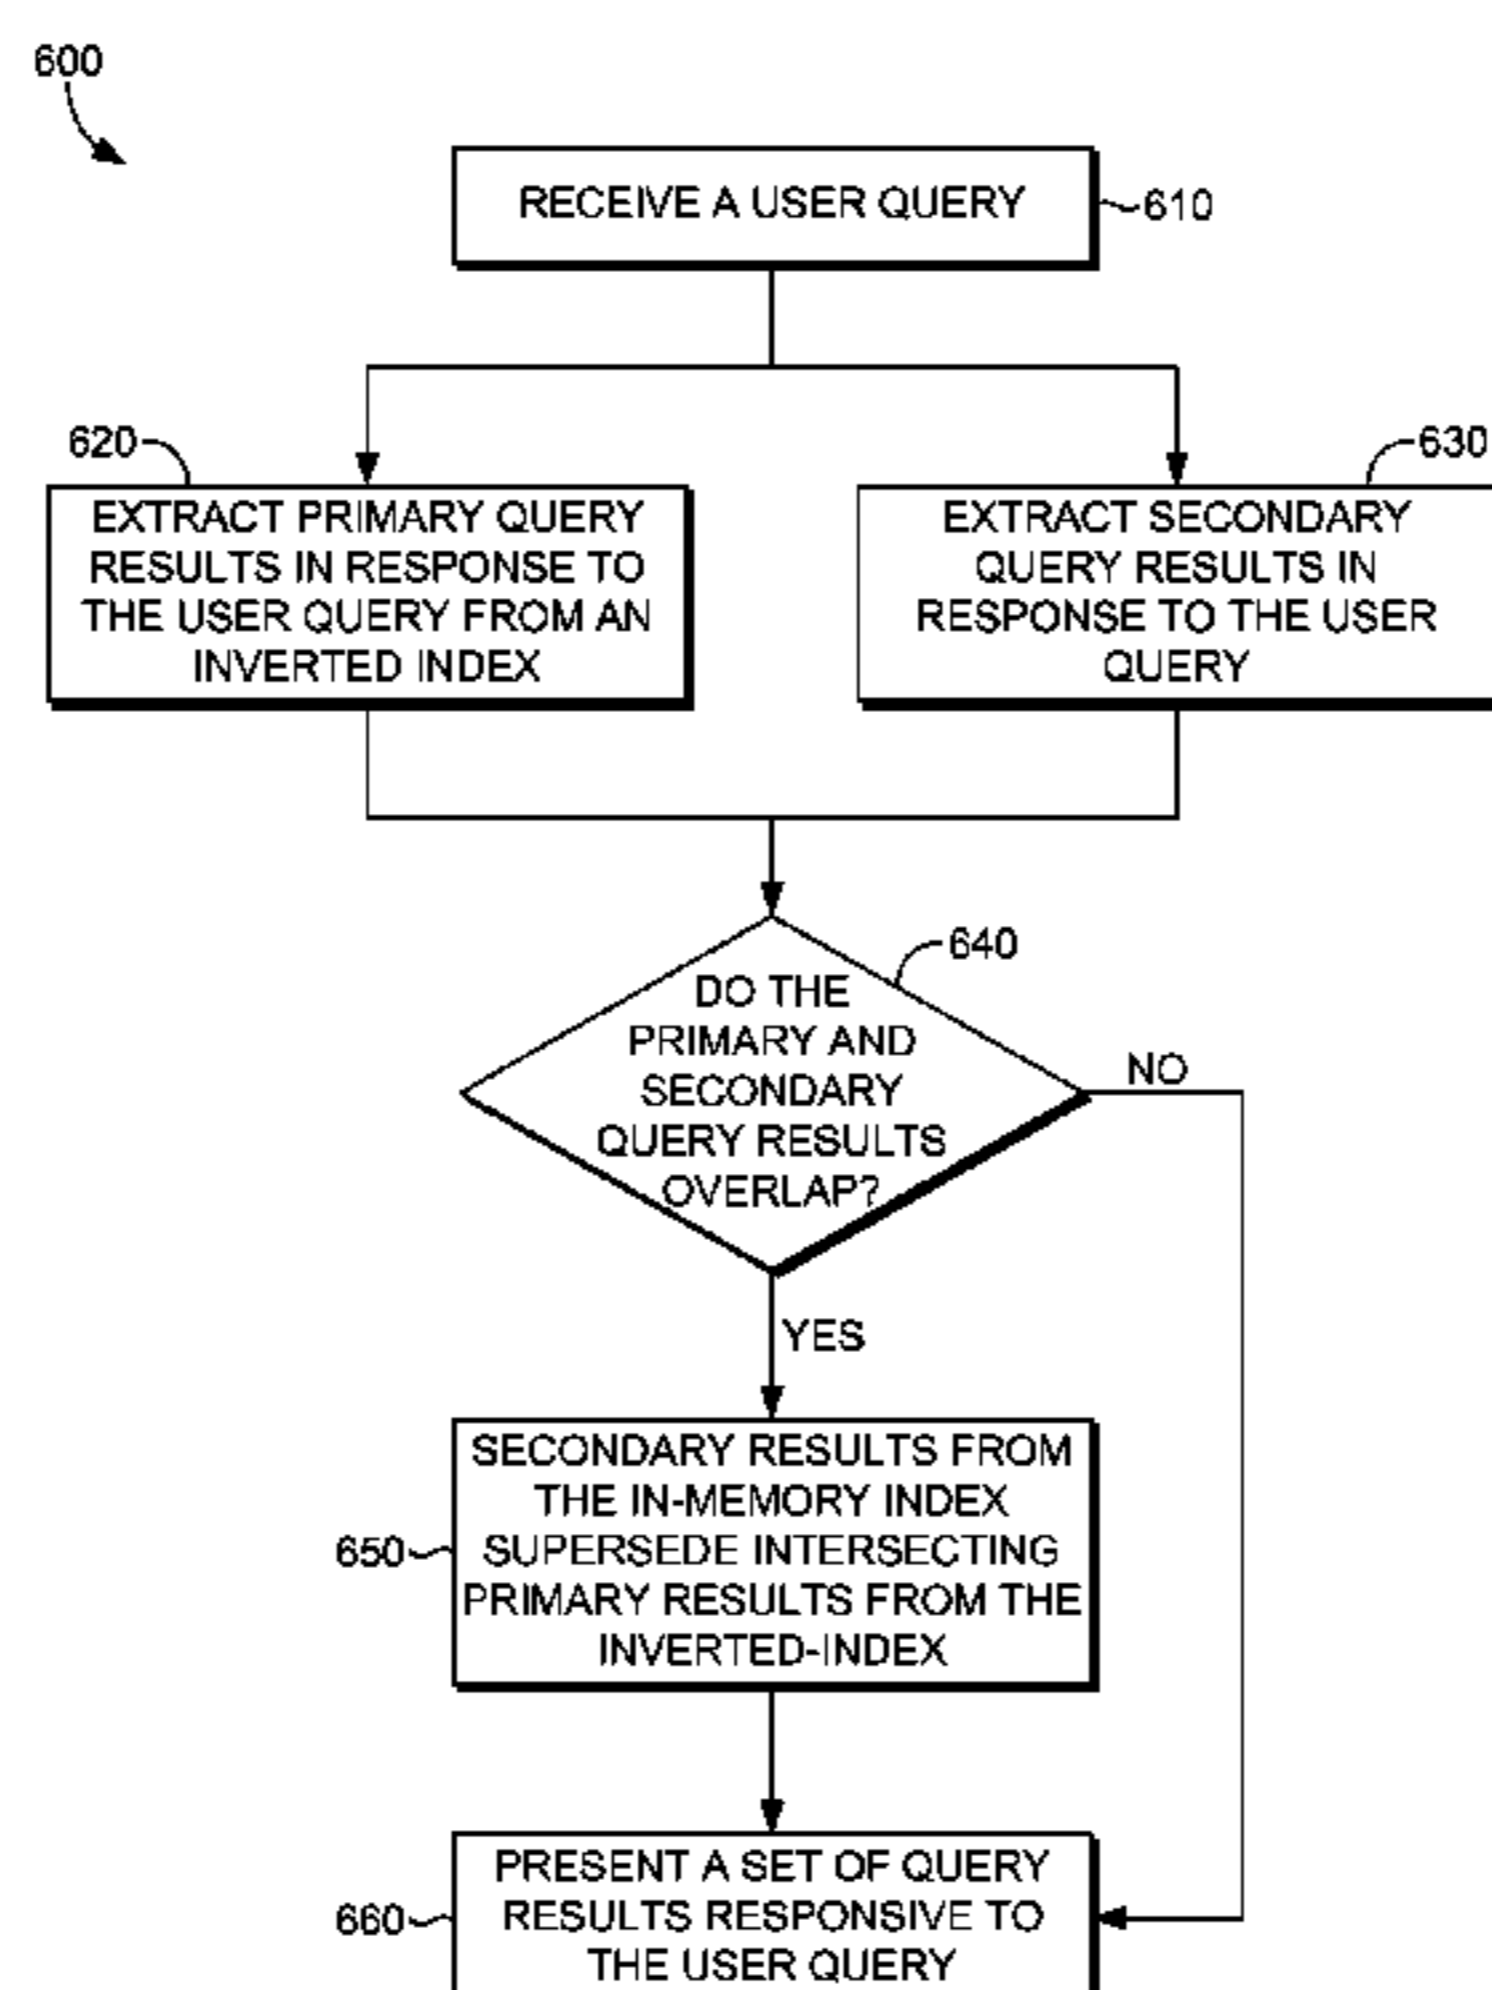 600
RECEIVE A USER QUERY
610
620
630
EXTRACT PRIMARY QUERY
RESULTS IN RESPONSE TO
THE USER QUERY FROM AN
INVERTED INDEX
EXTRACT SECONDARY
QUERY RESULTS IN
RESPONSE TO THE USER
QUERY
640
DO THE
PRIMARY AND
SECONDARY
QUERY RESULTS
OVERLAP?
NO
YES
650
SECONDARY RESULTS FROM
THE IN-MEMORY INDEX
SUPERSEDE INTERSECTING
PRIMARY RESULTS FROM THE
INVERTED-INDEX
660
PRESENT A SET OF QUERY
RESULTS RESPONSIVE TO
THE USER QUERY